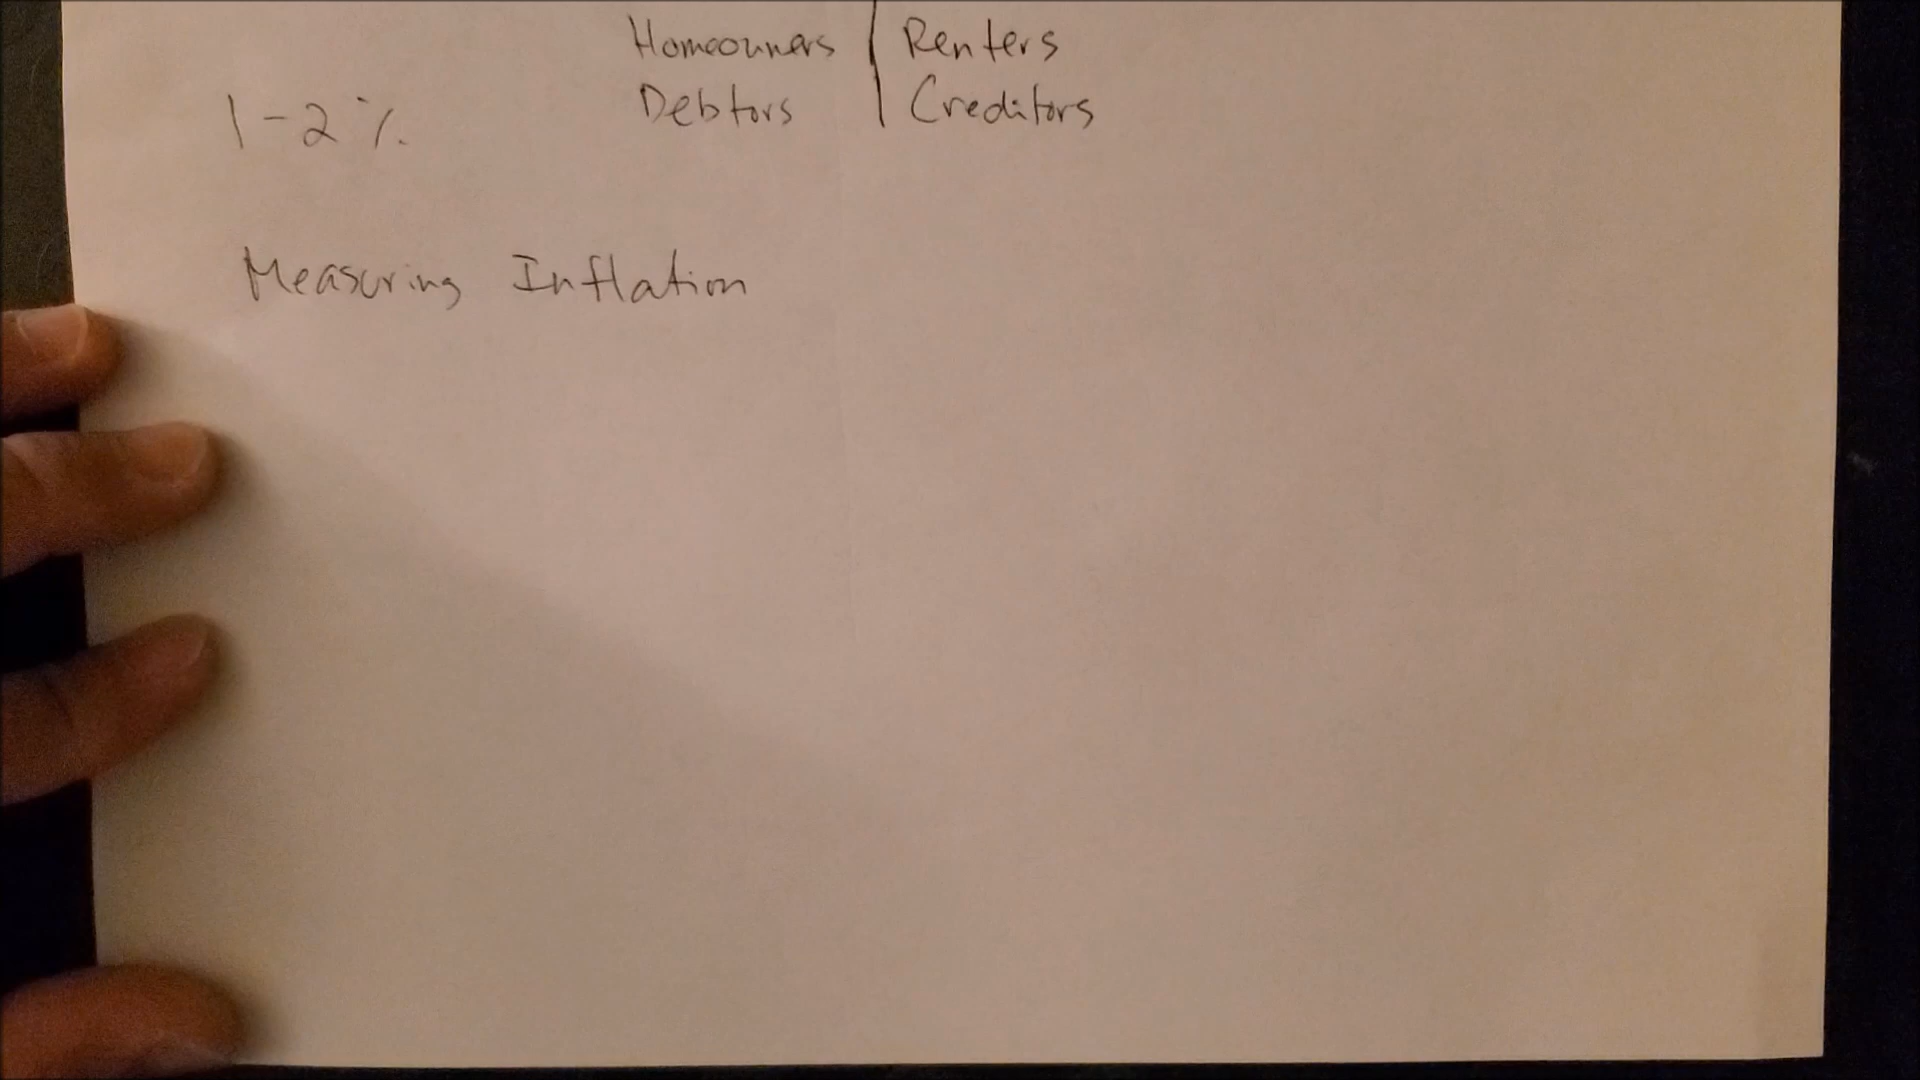 Homeowners | Renters
Debtors | Creditors
1-2%
Measuring Inflation